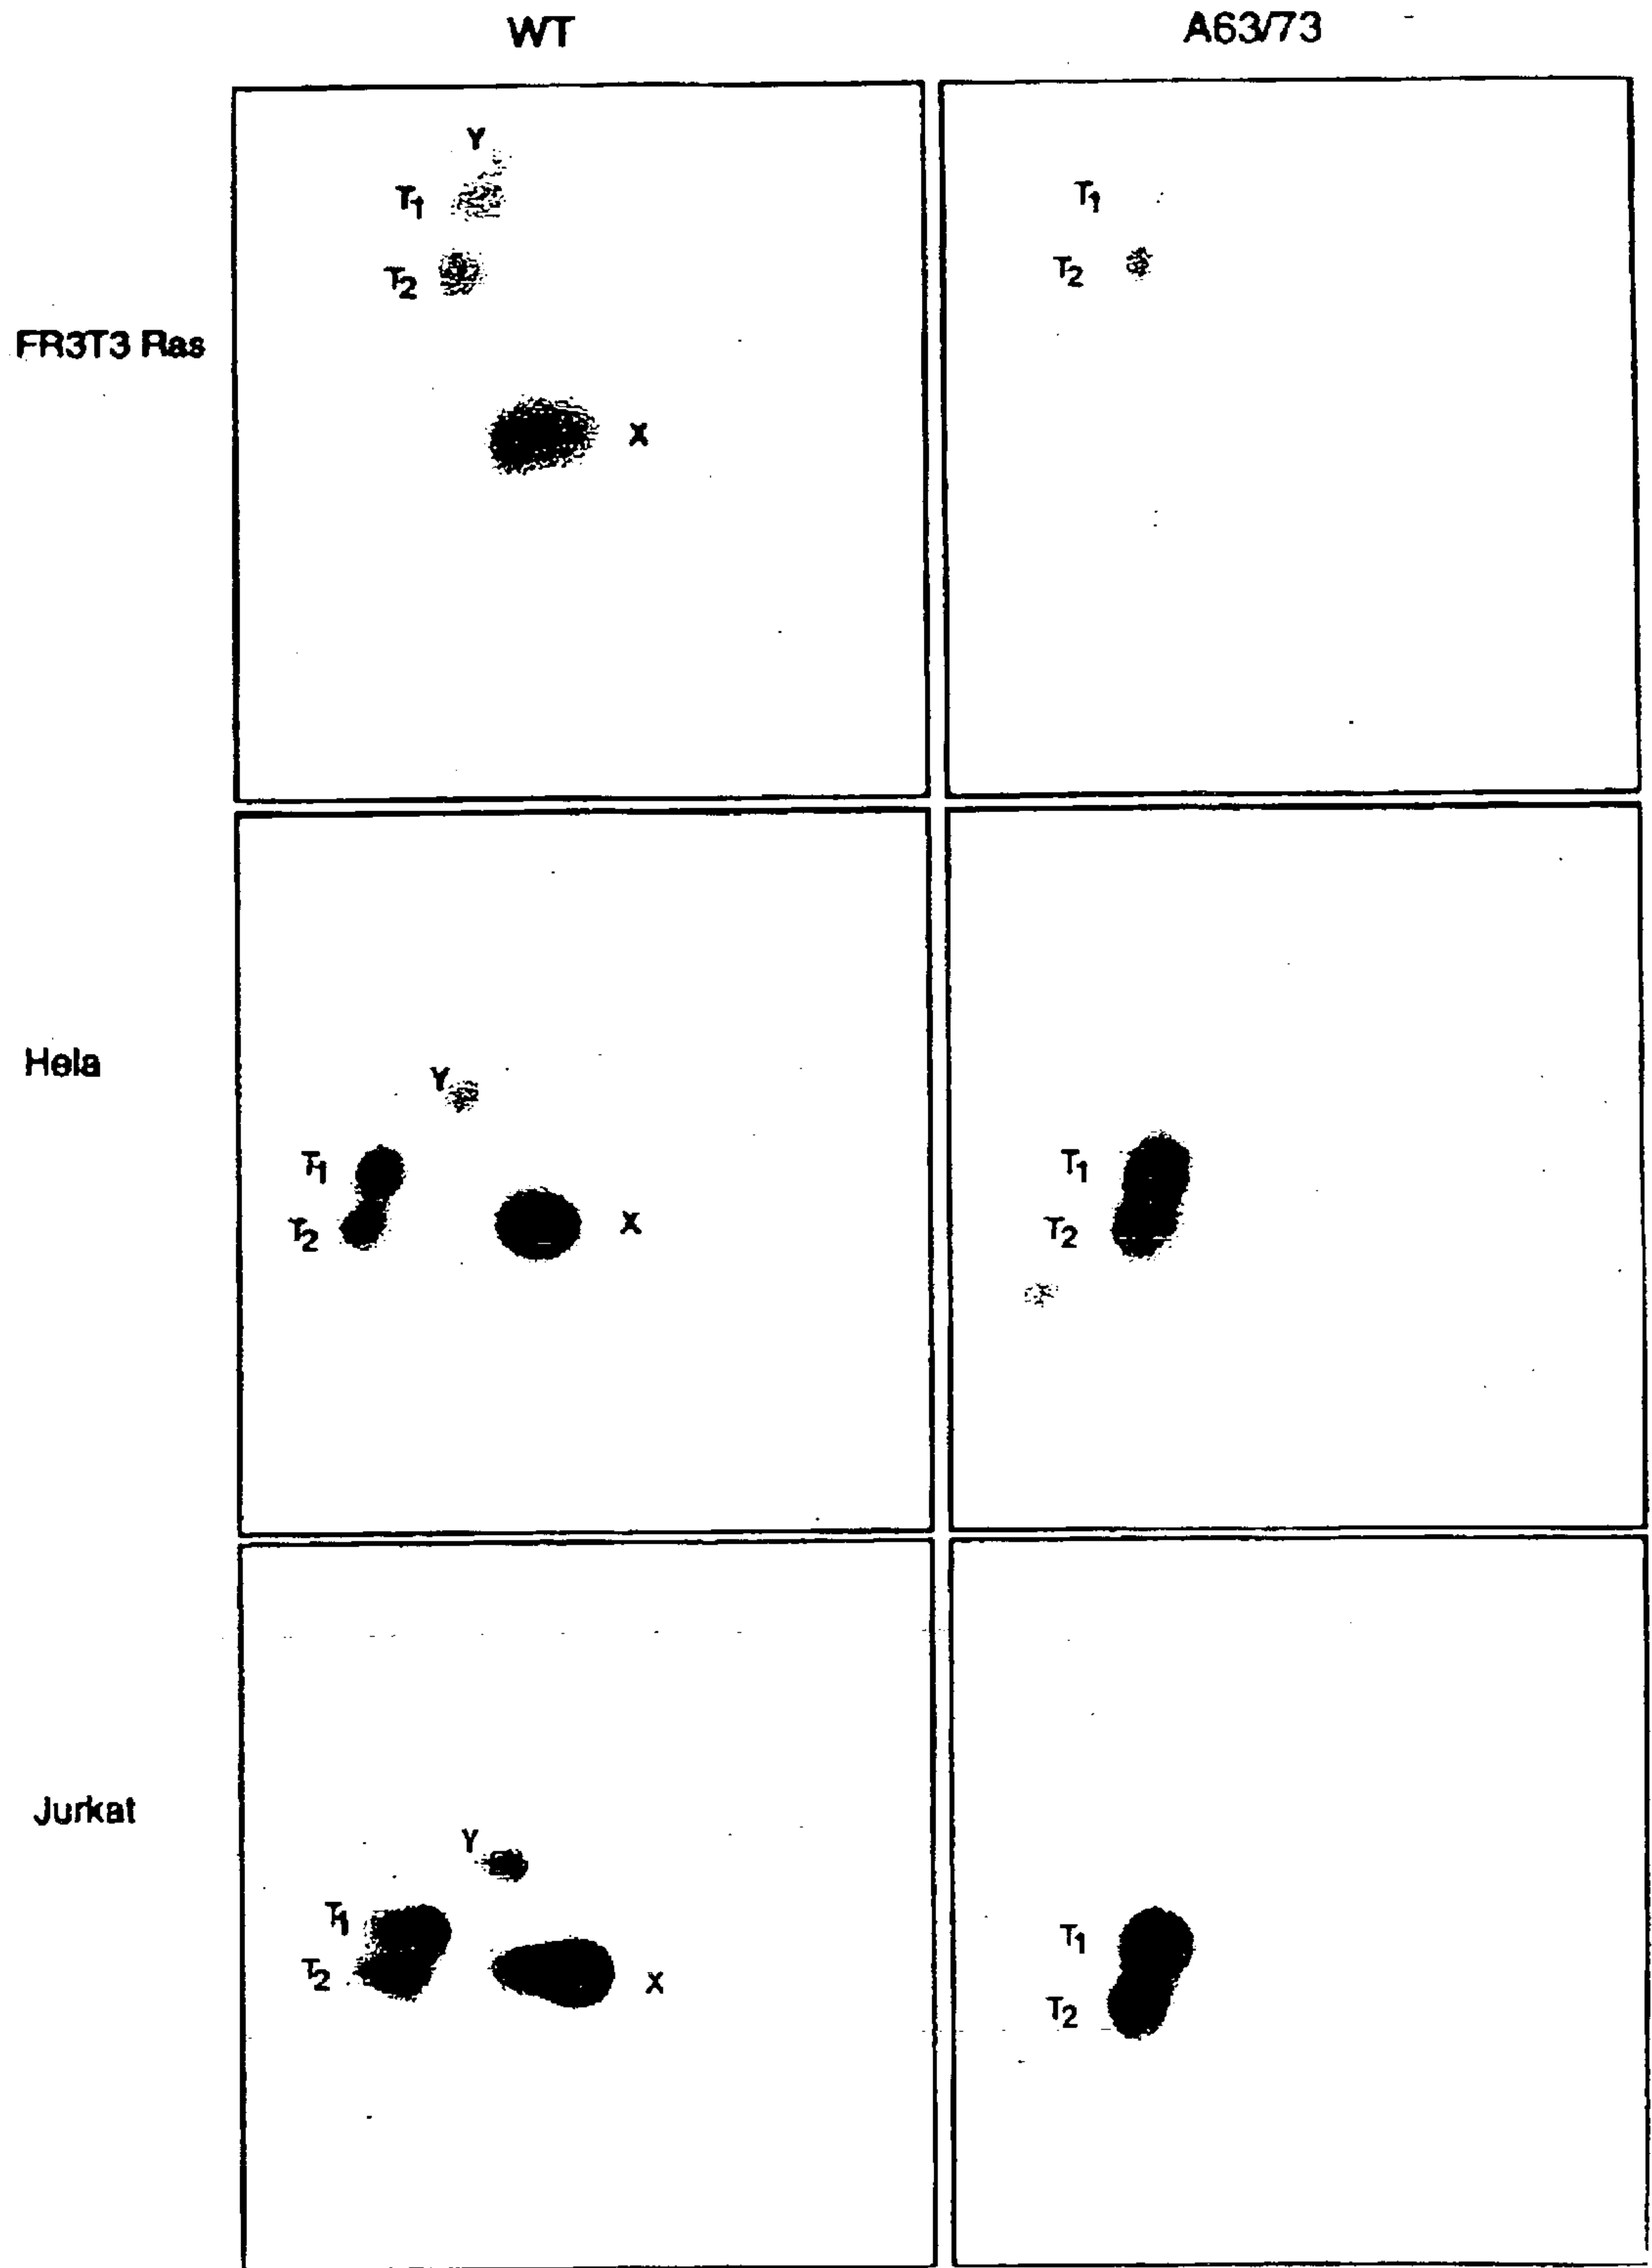 WT A63/73
Y
T1 T1
T2 T2
FR3T3 Ras
X
Hela
Y
T1 T1
T2 X T2
Jurkat
Y
T1 T1
T2 X T2